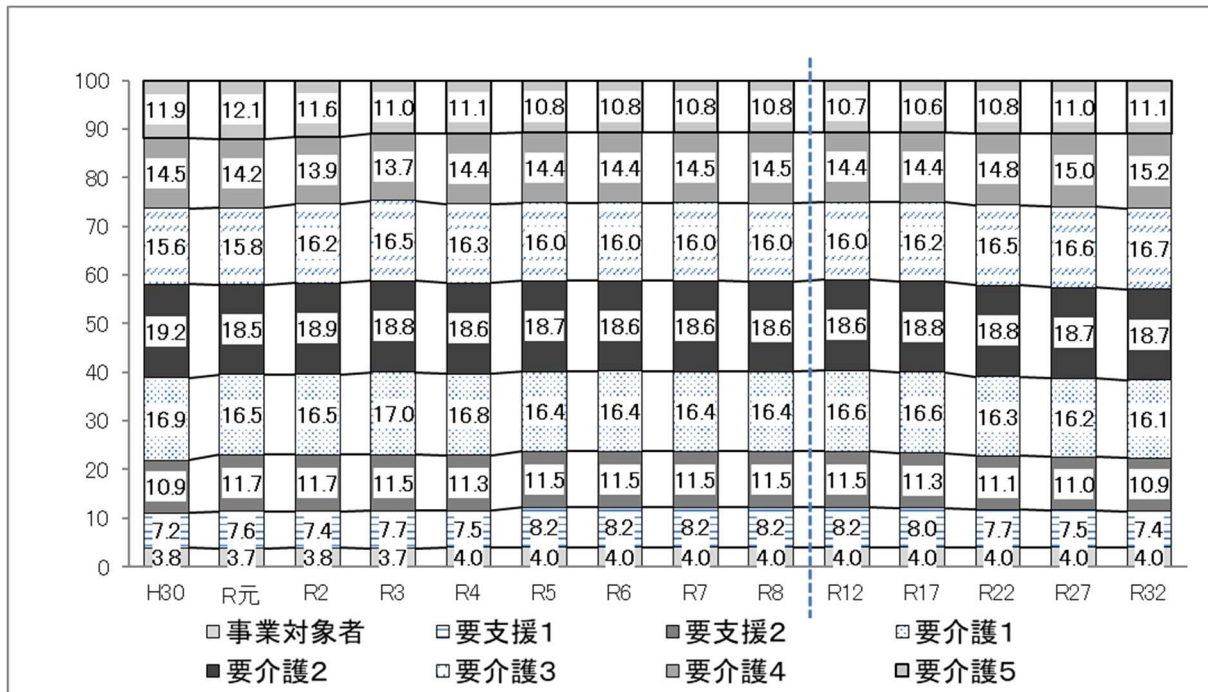 100
90
80
70
60
50
40
30
20
10
0
11.9 12.1 11.6 11.0 11.1 10.8 10.8 10.8 10.8 10.7 10.6 10.8 11.0 11.1
14.5 14.2 13.9 13.7 14.4 14.4 14.4 14.5 14.5 14.4 14.4 14.8 15.0 15.2
15.6 15.8 16.2 16.5 16.3 16.0 16.0 16.0 16.0 16.0 16.2 16.5 16.6 16.7
19.2 18.5 18.9 18.8 18.6 18.7 18.6 18.6 18.6 18.6 18.8 18.8 18.7 18.7
16.9 16.5 16.5 17.0 16.8 16.4 16.4 16.4 16.4 16.6 16.6 16.3 16.2 16.1
10.9 11.7 11.7 11.5 11.3 11.5 11.5 11.5 11.5 11.5 11.3 11.1 11.0 10.9
7.2 7.6 7.4 7.7 7.5 8.2 8.2 8.2 8.2 8.2 8.0 7.7 7.5 7.4
3.8 3.7 3.8 3.7 4.0 4.0 4.0 4.0 4.0 4.0 4.0 4.0 4.0 4.0
H30 R元 R2 R3 R4 R5 R6 R7 R8 R12 R17 R22 R27 R32
事業対象者 要支援1 要支援2 要介護1
要介護2 要介護3 要介護4 要介護5